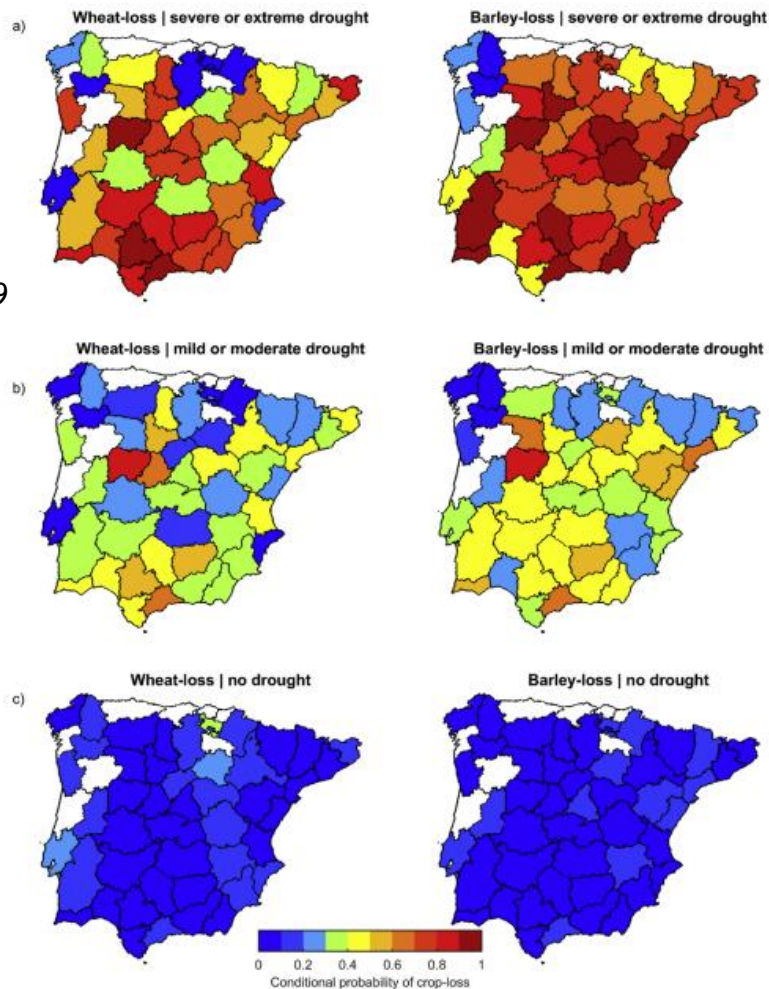 Wheat-loss | severe or extreme drought
Barley-loss | severe or extreme drought
a)
9
Wheat-loss | mild or moderate drought
Barley-loss | mild or moderate drought
b)
Wheat-loss | no drought
Barley-loss | no drought
c)
0 0.2 0.4 0.6 0.8 1
Conditional probability of crop-loss